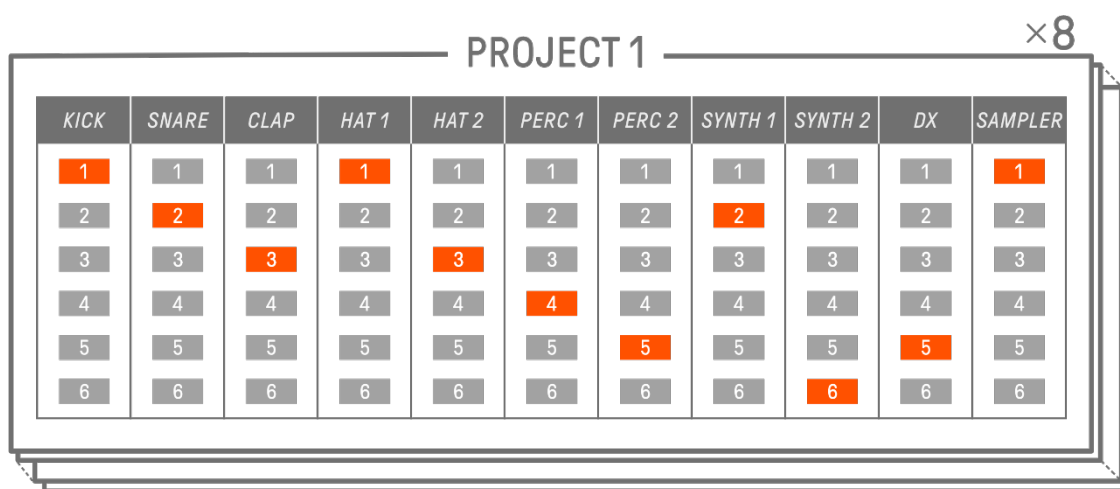 ×8
PROJECT 1
KICK SNARE CLAP HAT 1 HAT 2 PERC 1 PERC 2 SYNTH 1 SYNTH 2 DX SAMPLER
1 1 1 1 1 1 1 1 1 1 1
2 2 2 2 2 2 2 2 2 2 2
3 3 3 3 3 3 3 3 3 3 3
4 4 4 4 4 4 4 4 4 4 4
5 5 5 5 5 5 5 5 5 5 5
6 6 6 6 6 6 6 6 6 6 6